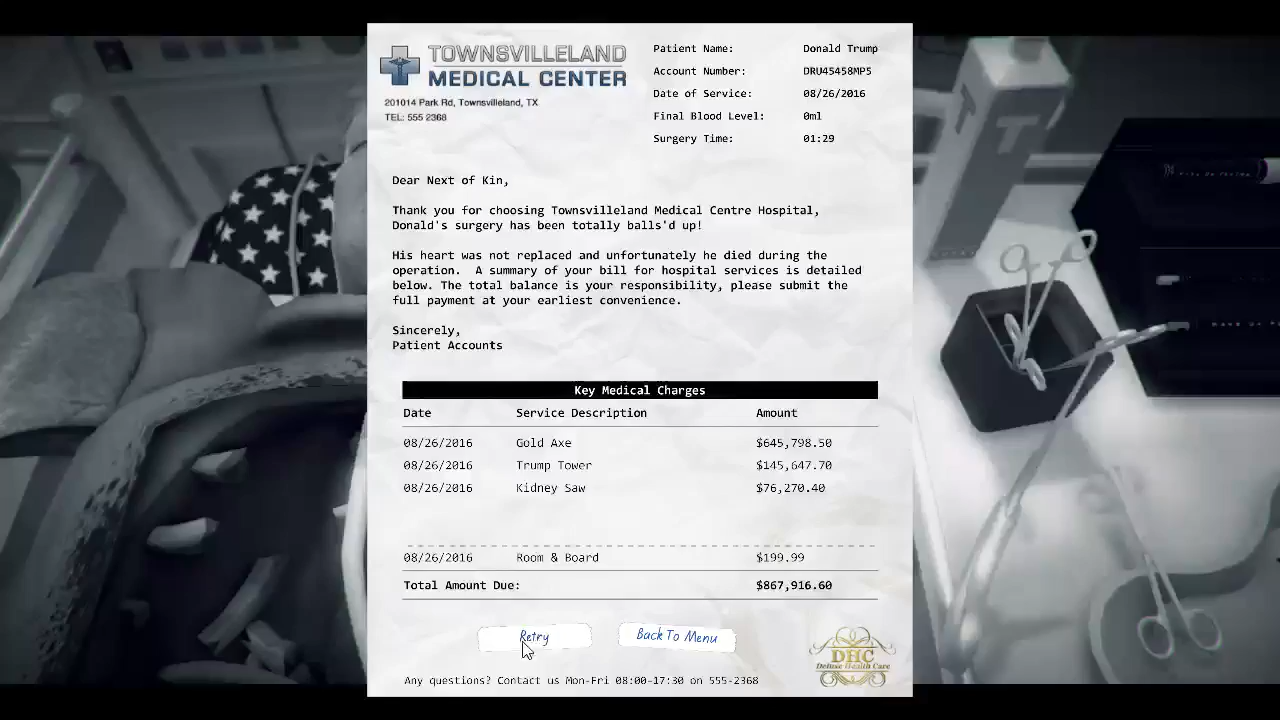 TOWNSVILLELAND
MEDICAL CENTER
201014 Park Rd, Townsvilleland, TX
TEL: 555 2368
Patient Name: Donald Trump
Account Number: DRU45458MP5
Date of Service: 08/26/2016
Final Blood Level: 0ml
Surgery Time: 01:29
Dear Next of Kin,
Thank you for choosing Townsvilleland Medical Centre Hospital,
Donald's surgery has been totally balls'd up!
His heart was not replaced and unfortunately he died during the
operation. A summary of your bill for hospital services is detailed
below. The total balance is your responsibility, please submit the
full payment at your earliest convenience.
Sincerely,
Patient Accounts
Key Medical Charges
Date Service Description Amount
08/26/2016 Gold Axe $645,798.50
08/26/2016 Trump Tower $145,647.70
08/26/2016 Kidney Saw $76,270.40
08/26/2016 Room & Board $199.99
Total Amount Due: $867,916.60
Retry Back To Menu
DHC
Deluxe Health Care
Any questions? Contact us Mon-Fri 08:00-17:30 on 555-2368
T T